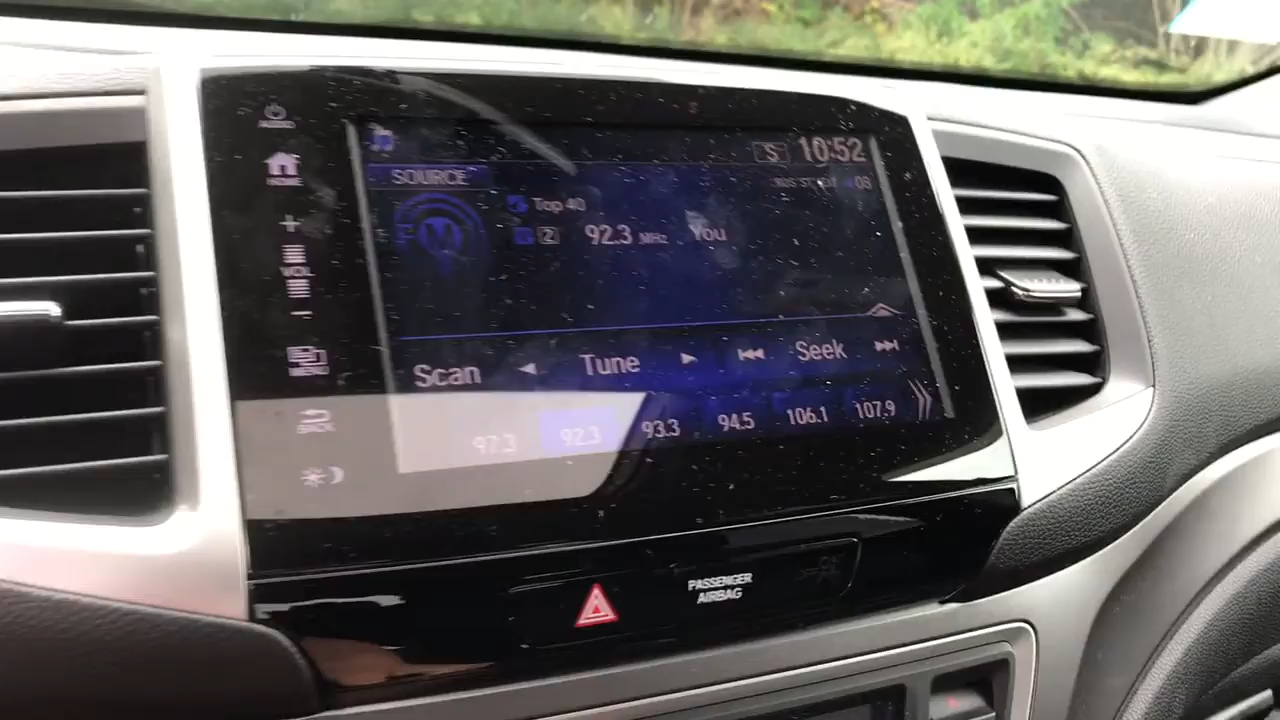 AUDIO
HOME
+
VOL
−
MENU
BACK
S 10:52
SOURCE
Top 40
2 92.3 MHz You
Scan Tune Seek
97.3 92.3 93.3 94.5 106.1 107.9
PASSENGER
AIRBAG